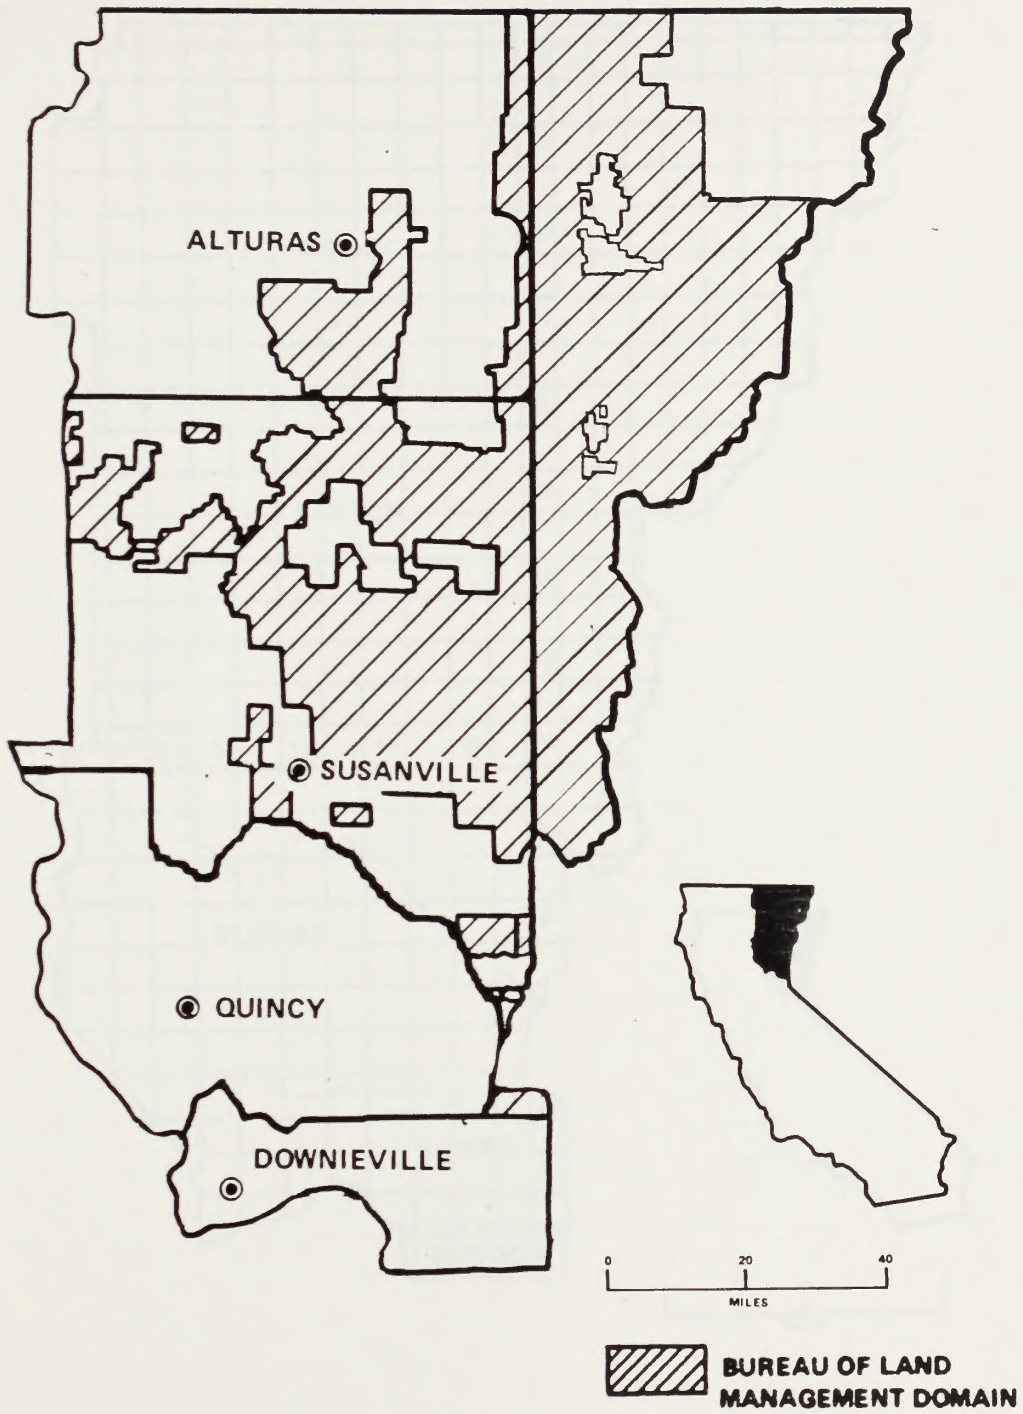 ALTURAS
SUSANVILLE
QUINCY
DOWNIEVILLE
0 20 40
MILES
BUREAU OF LAND
MANAGEMENT DOMAIN